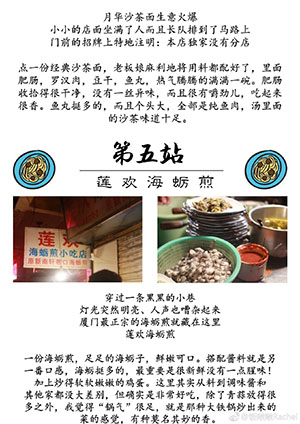 月华沙茶面生意火爆
小小的店面坐满了人而且长队排到了马路上
门前的招牌上特地注明：本店独家没有分店
点一份经典沙茶面，老板娘麻利地将用料都配好了，里面
肥肠，罗汉肉，豆干，鱼丸，热气腾腾的满满一碗。肥肠
收拾得很干净，没有一丝异味，而且很有嚼劲儿，吃起来
很香。鱼丸挺多的，而且个头大，全部是纯鱼肉，汤里面
的沙茶味道十足。
第五站
莲欢海蛎煎
莲欢
海蛎煎小吃店
穿过一条黑黑的小巷
灯光突然明亮、人声也嘈杂起来
厦门最正宗的海蛎煎就藏在这里
莲欢海蛎煎
一份海蛎煎，足足的海蛎子，鲜嫩可口。搭配酱料就是另
一番口感，海蛎挺多的，最重要是很新鲜没有一点腥味！
加上炒得软软嫩嫩的鸡蛋。这里其实从料到调味酱和
其他家都没大差别，但确实是非常好吃，除了青蒜放得很
多之外，我觉得“锅气”很足，就是那种大铁锅炒出来的
菜的感觉，有种莫名其妙的香。